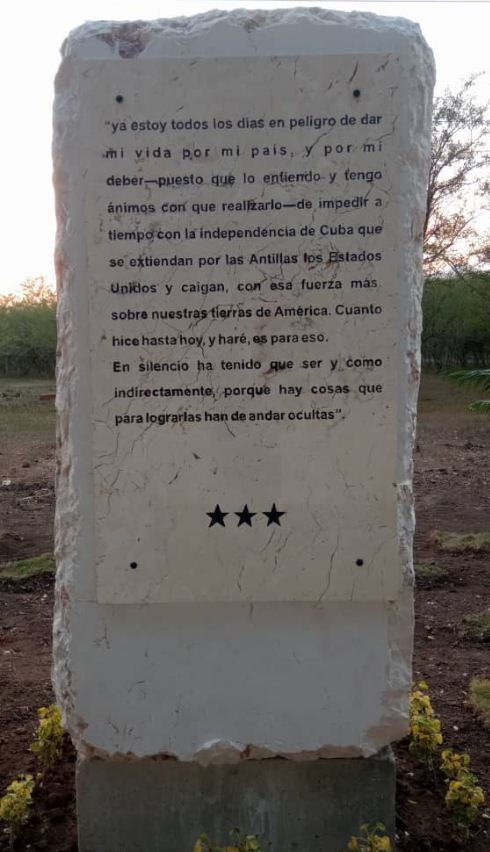 "ya estoy todos los días en peligro de dar
mi vida por mi país, y por mi
deber—puesto que lo entiendo y tengo
ánimos con que realizarlo—de impedir a
tiempo con la independencia de Cuba que
se extiendan por las Antillas los Estados
Unidos y caigan, con esa fuerza más,
sobre nuestras tierras de América. Cuanto
hice hasta hoy, y haré, es para eso.
En silencio ha tenido que ser y como
indirectamente, porque hay cosas que
para lograrlas han de andar ocultas".